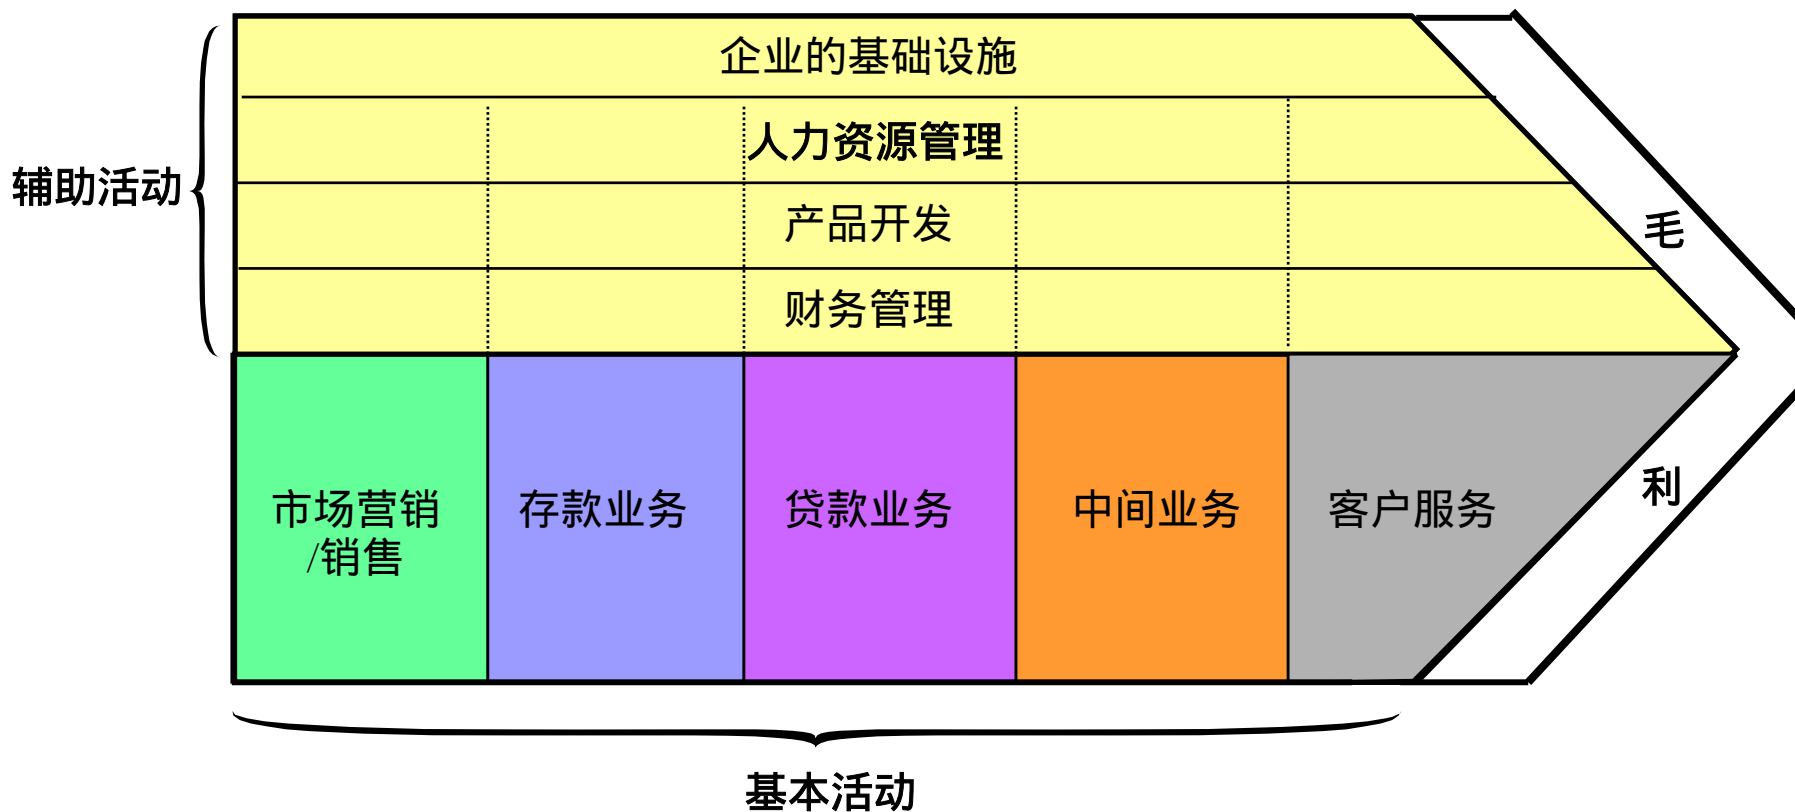 企业的基础设施
人力资源管理
辅助活动
产品开发
毛
财务管理
市场营销
/销售
存款业务
贷款业务
中间业务
客户服务
利
基本活动